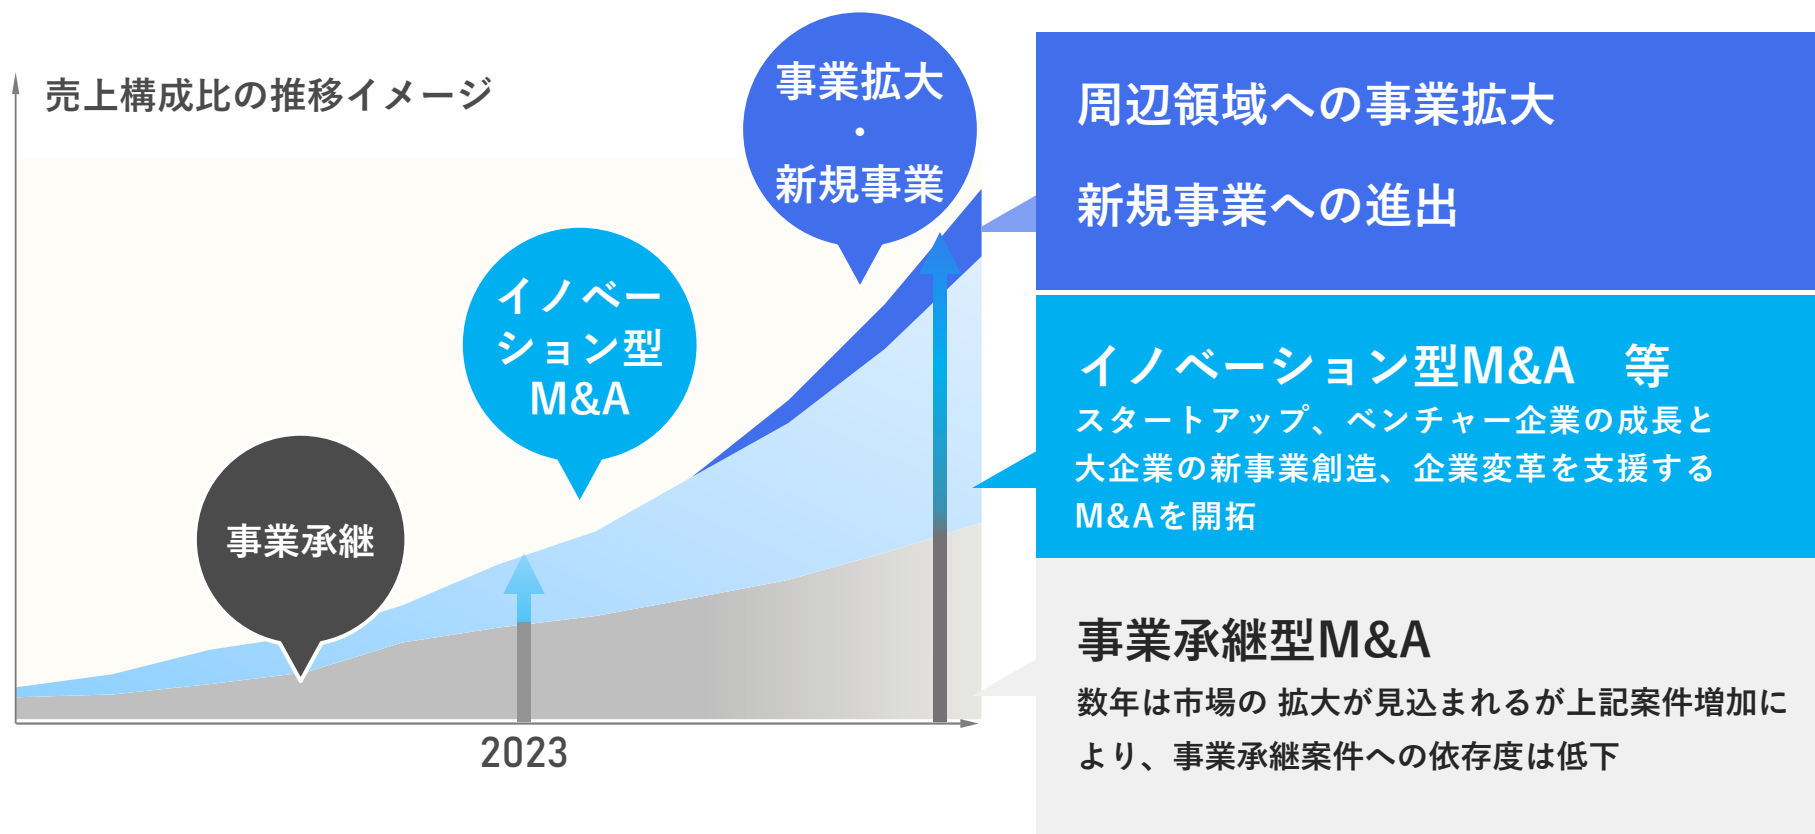 売上構成比の推移イメージ
事業拡大
・
新規事業
イノベー
ション型
M&A
事業承継
2023
周辺領域への事業拡大
新規事業への進出
イノベーション型M&A　等
スタートアップ、ベンチャー企業の成長と
大企業の新事業創造、企業変革を支援する
M&Aを開拓
事業承継型M&A
数年は市場の 拡大が見込まれるが上記案件増加に
より、事業承継案件への依存度は低下